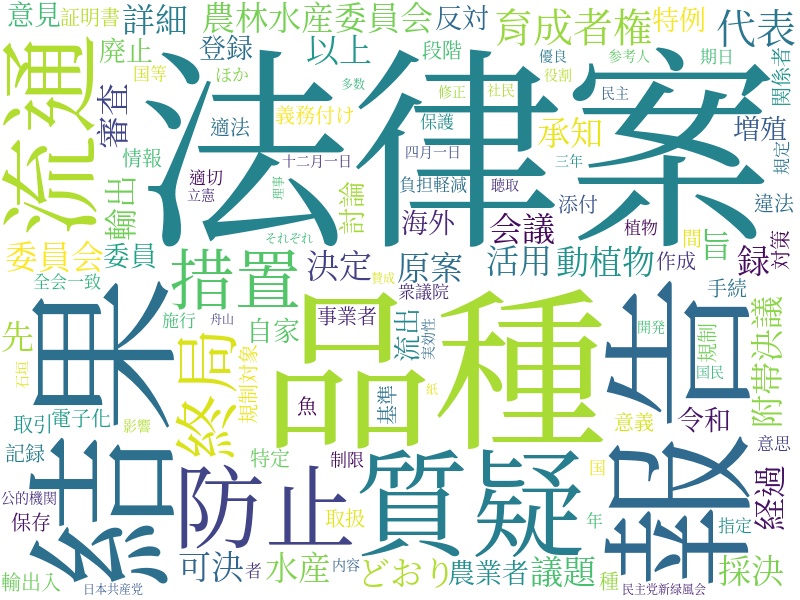 意見
証明書
詳細
農林水産委員会
反対
育成者権
特例
代表
廃止
登録
以上
段階
優良
参考人
期日
関係者
国等
ほか
多数
役割
流通
法律案
審査
義務付け
修正
社民
民主
情報
適法
保護
承知
増殖
十二月一日
四月一日
三年
規定
適切
立憲
負担軽減
聴取
添付
違法
輸出
理事
討論
海外
会議
植物
委員会
委員
それぞれ
間
旨
録
対策
全会一致
措置
決定
原案
活用
動植物
作成
賛成
衆議院
手続
結果
品種
報告
先
施行
舟山
自家
事業者
流出
実効性
開発
規制
国民
附帯決議
石垣
終局
規制対象
魚
基準
紙
取引
電子化
影響
意義
令和
意思
記録
特定
制限
質疑
国
経過
公的機関
保存
防止
取扱
年
指定
輸出入
日本共産党
可決
者
水産
内容
どおり
農業者
議題
種
民主党新緑風会
採決